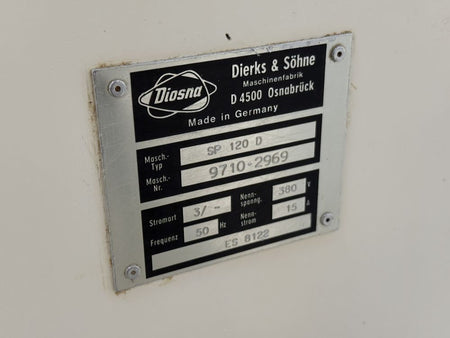 Diosna
Dierks & Söhne
Maschinenfabrik
D 4500 Osnabrück
Made in Germany
Masch.-Typ SP 120 D
Masch.-Nr. 9710-2969
Stromart 3/~ Nenn-spanng. 380 V
Frequenz 50 Hz Nenn-strom 15 A
ES 8122